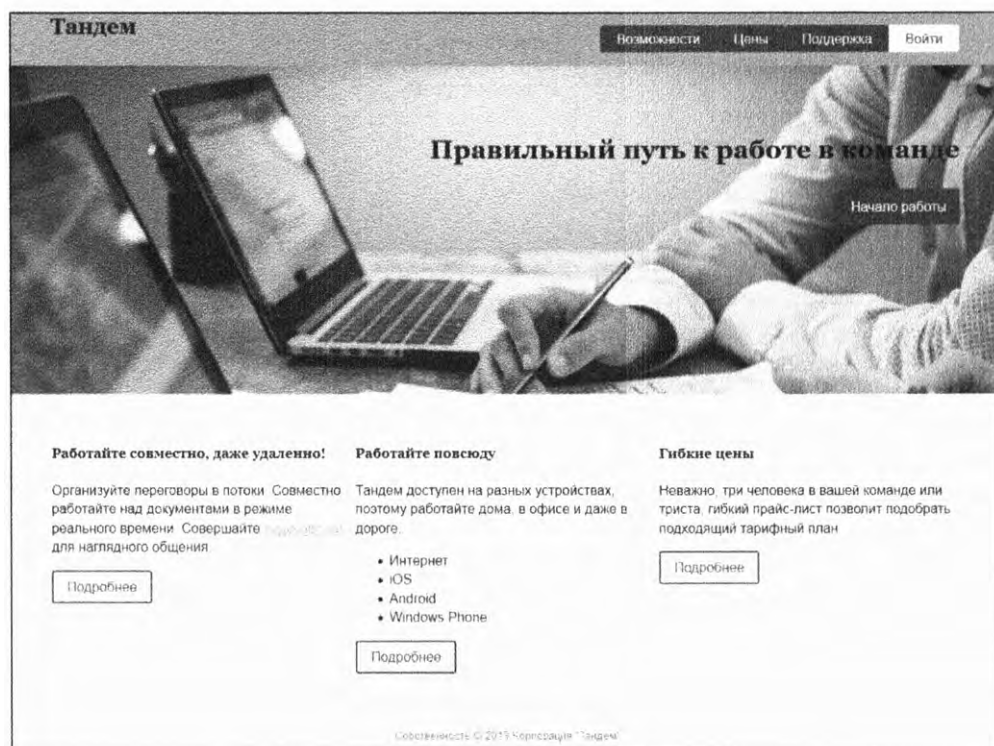 Тандем
Возможности Цены Поддержка Войти
Правильный путь к работе в команде
Начало работы
Работайте совместно, даже удаленно!
Организуйте переговоры в потоки Совместно
работайте над документами в режиме
реального времени Совершайте
для наглядного общения
Подробнее
Работайте повсюду
Тандем доступен на разных устройствах,
поэтому работайте дома, в офисе и даже в
дороге.
Интернет
iOS
Android
Windows Phone
Подробнее
Гибкие цены
Неважно, три человека в вашей команде или
триста, гибкий прайс-лист позволит подобрать
подходящий тарифный план
Подробнее
Собственность © 2013 Корпорация "Тандем"